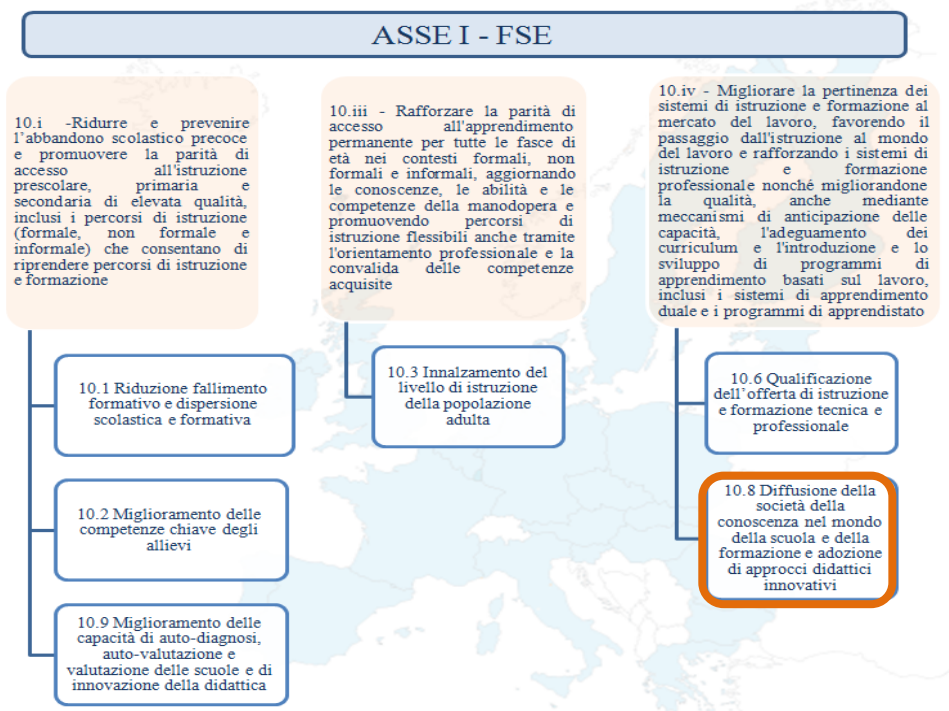 ASSE I - FSE
10.i -Ridurre e prevenire
l'abbandono scolastico precoce
e promuovere la parità di
accesso all'istruzione
prescolare, primaria e
secondaria di elevata qualità,
inclusi i percorsi di istruzione
(formale, non formale e
informale) che consentano di
riprendere percorsi di istruzione
e formazione
10.1 Riduzione fallimento
formativo e dispersione
scolastica e formativa
10.2 Miglioramento delle
competenze chiave degli
allievi
10.9 Miglioramento delle
capacità di auto-diagnosi,
auto-valutazione e
valutazione delle scuole e di
innovazione della didattica
10.iii - Rafforzare la parità di
accesso all'apprendimento
permanente per tutte le fasce di
età nei contesti formali, non
formali e informali, aggiornando
le conoscenze, le abilità e le
competenze della manodopera e
promuovendo percorsi di
istruzione flessibili anche tramite
l'orientamento professionale e la
convalida delle competenze
acquisite
10.3 Innalzamento del
livello di istruzione
della popolazione
adulta
10.iv - Migliorare la pertinenza dei
sistemi di istruzione e formazione al
mercato del lavoro, favorendo il
passaggio dall'istruzione al mondo
del lavoro e rafforzando i sistemi di
istruzione e formazione
professionale nonché migliorandone
la qualità, anche mediante
meccanismi di anticipazione delle
capacità, l'adeguamento dei
curriculum e l'introduzione e lo
sviluppo di programmi di
apprendimento basati sul lavoro,
inclusi i sistemi di apprendimento
duale e i programmi di apprendistato
10.6 Qualificazione
dell'offerta di istruzione
e formazione tecnica e
professionale
10.8 Diffusione della
società della
conoscenza nel mondo
della scuola e della
formazione e adozione
di approcci didattici
innovativi